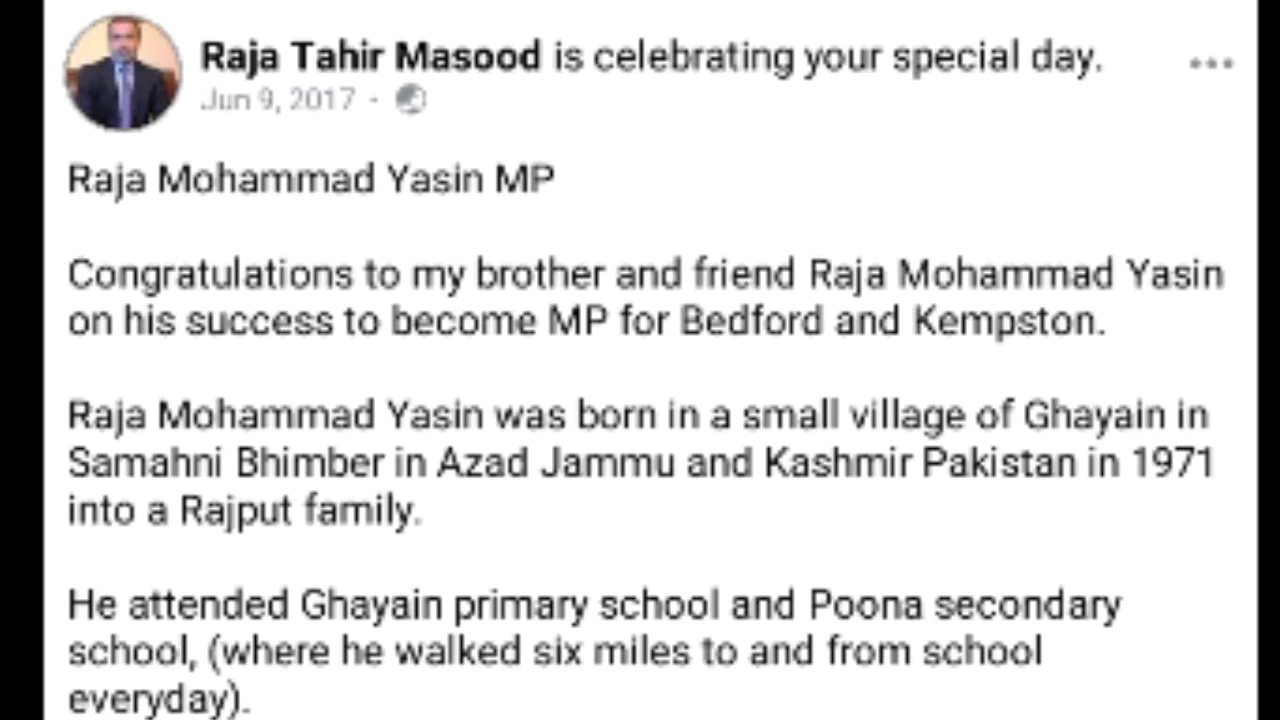 Raja Tahir Masood is celebrating your special day.
Jun 9, 2017 ·
Raja Mohammad Yasin MP
Congratulations to my brother and friend Raja Mohammad Yasin
on his success to become MP for Bedford and Kempston.
Raja Mohammad Yasin was born in a small village of Ghayain in
Samahni Bhimber in Azad Jammu and Kashmir Pakistan in 1971
into a Rajput family.
He attended Ghayain primary school and Poona secondary
school, (where he walked six miles to and from school
everyday).